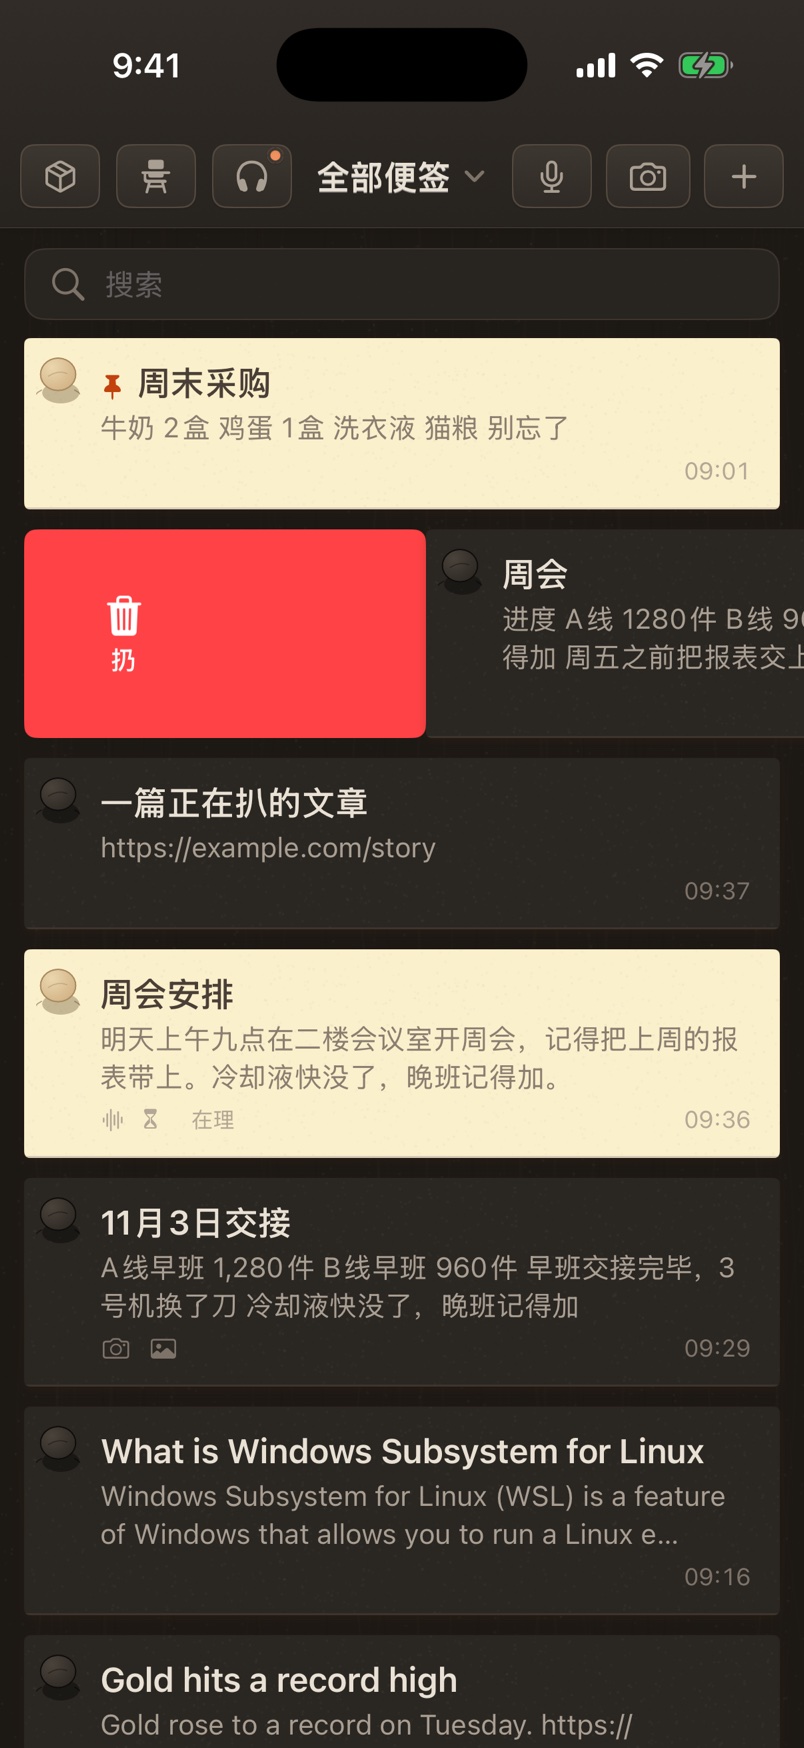 9:41
全部便签
搜索
周末采购
牛奶 2盒 鸡蛋 1盒 洗衣液 猫粮 别忘了
09:01
扔
周会
进度 A线 1280件 B线
得加 周五之前把报表交上
一篇正在扒的文章
https://example.com/story
09:37
周会安排
明天上午九点在二楼会议室开周会，记得把上周的报
表带上。冷却液快没了，晚班记得加。
在理
09:36
11月3日交接
A线早班 1,280件 B线早班 960件 早班交接完毕，3
号机换了刀 冷却液快没了，晚班记得加
09:29
What is Windows Subsystem for Linux
Windows Subsystem for Linux (WSL) is a feature
of Windows that allows you to run a Linux e...
09:16
Gold hits a record high
Gold rose to a record on Tuesday. https://